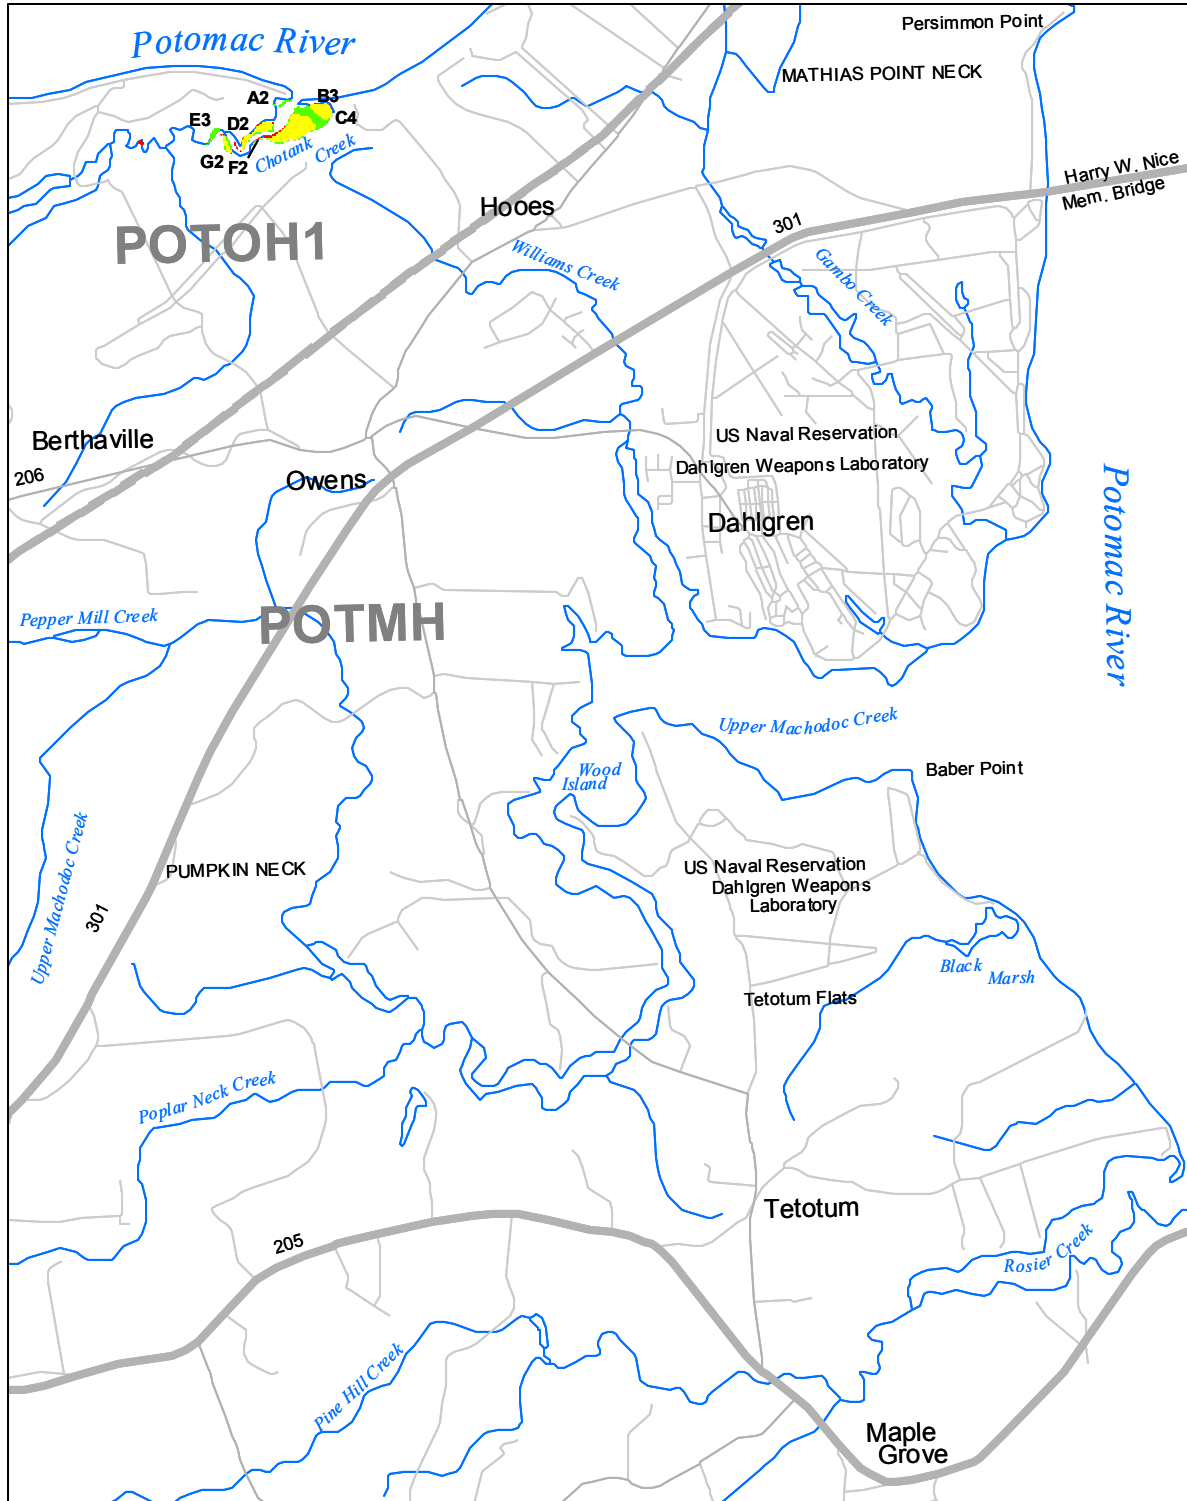 Potomac River
Persimmon Point
MATHIAS POINT NECK
A2
B3
E3
D2
C4
G2
F2
Chotank
Creek
Harry W. Nice
Mem. Bridge
Hooes
301
POTOH1
Williams Creek
Gambo Creek
Berthaville
US Naval Reservation
206
Dahlgren Weapons Laboratory
Owens
Dahlgren
Potomac River
Pepper Mill Creek
POTMH
Upper Machodoc Creek
Wood
Island
Baber Point
Upper Machodoc Creek
PUMPKIN NECK
US Naval Reservation
Dahlgren Weapons
Laboratory
301
Black
Marsh
Tetotum Flats
Poplar Neck Creek
Tetotum
205
Rosier Creek
Pine Hill Creek
Maple
Grove